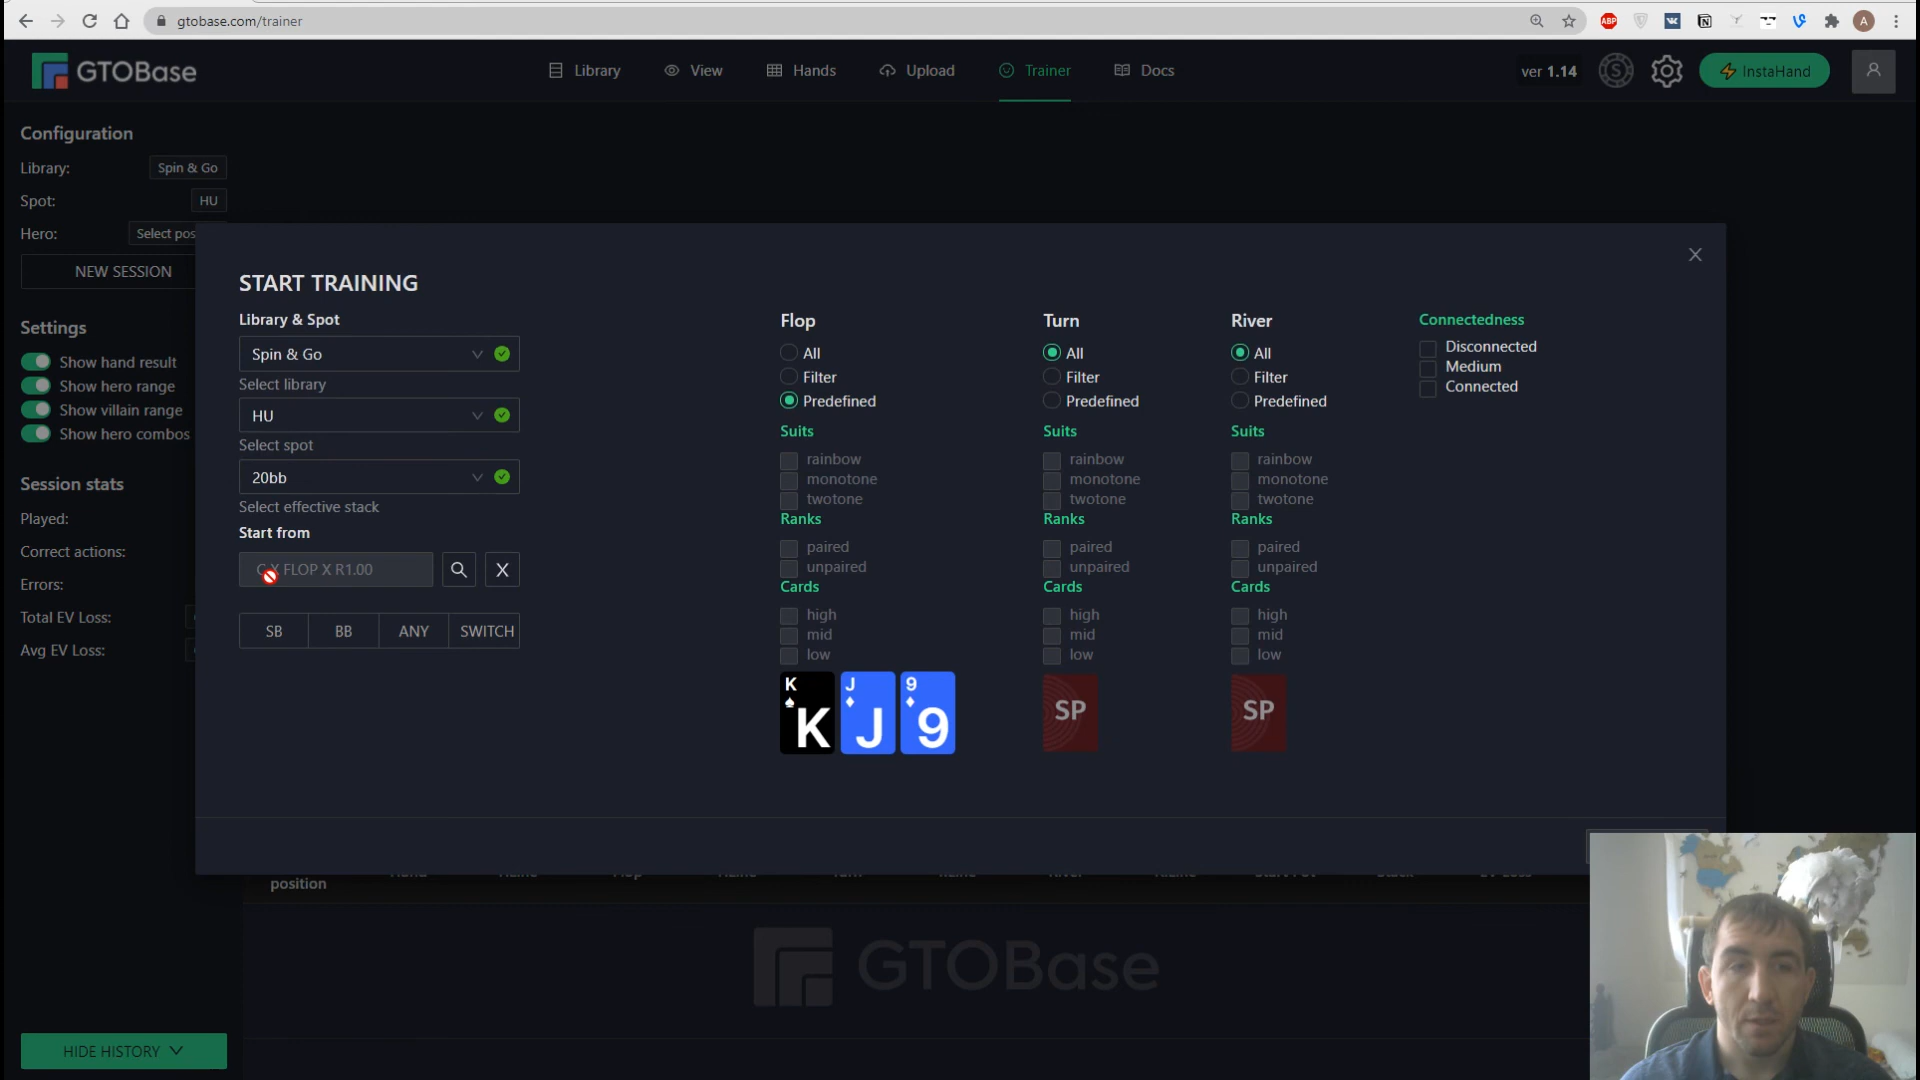 gtobase.com/trainer
ABP
A
GTOBase
Library
View
Hands
Upload
Trainer
Docs
ver 1.14
InstaHand
Configuration
Library:
Spin & Go
Spot:
HU
Hero:
Select pos
NEW SESSION
Settings
Show hand result
Show hero range
Show villain range
Show hero combos
Session stats
Played:
Correct actions:
Errors:
Total EV Loss:
Avg EV Loss:
START TRAINING
Library & Spot
Spin & Go
Select library
HU
Select spot
20bb
Select effective stack
Start from
C X FLOP X R1.00
X
SB
BB
ANY
SWITCH
Flop
All
Filter
Predefined
Suits
rainbow
monotone
twotone
Ranks
paired
unpaired
Cards
high
mid
low
K
K
J
J
9
9
Turn
All
Filter
Predefined
Suits
rainbow
monotone
twotone
Ranks
paired
unpaired
Cards
high
mid
low
SP
River
All
Filter
Predefined
Suits
rainbow
monotone
twotone
Ranks
paired
unpaired
Cards
high
mid
low
SP
Connectedness
Disconnected
Medium
Connected
position
GTOBase
HIDE HISTORY